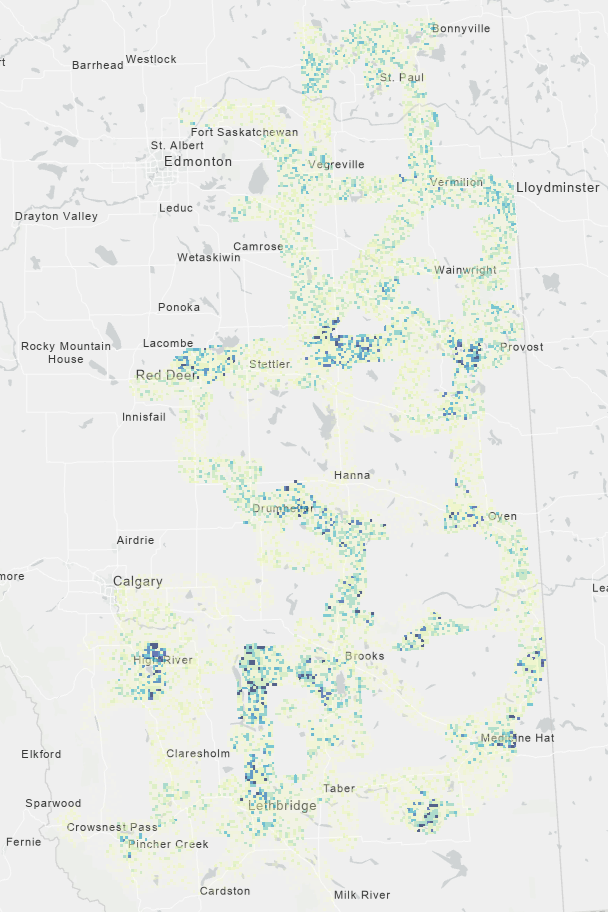 Bonnyville
Westlock
rt
Barrhead
St. Paul
Fort Saskatchewan
St. Albert
Edmonton
Vegreville
Vermilion
Lloydminster
Leduc
Drayton Valley
Camrose
Wetaskiwin
Wainwright
Ponoka
Lacombe
Rocky Mountain
House
Provost
Stettler
Red Deer
Innisfail
Hanna
Drumheller
Oyen
Airdrie
more
Calgary
Lea
Brooks
High River
Medicine Hat
Elkford
Claresholm
Taber
Sparwood
Lethbridge
Crowsnest Pass
Fernie
Pincher Creek
Cardston
Milk River